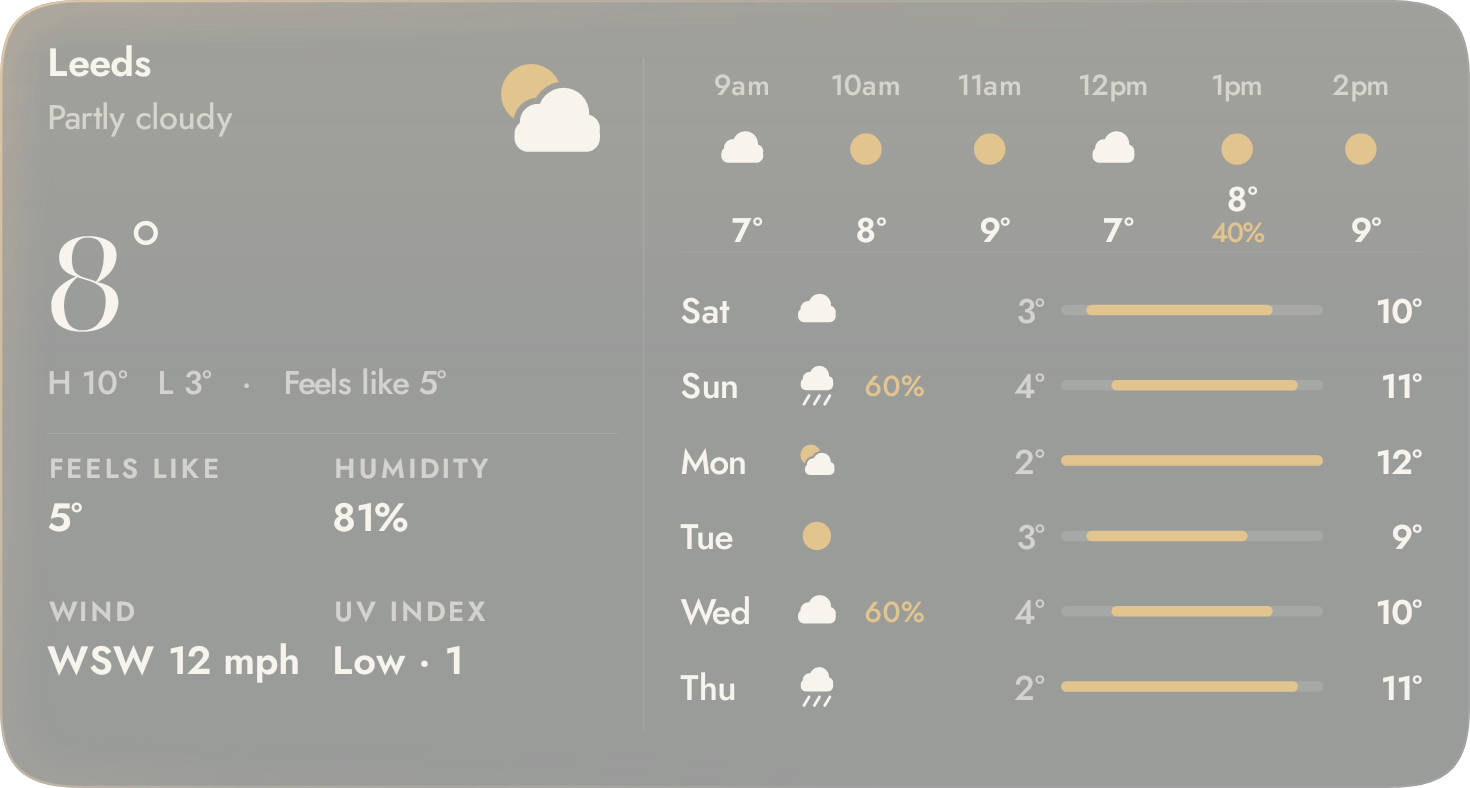 Leeds
Partly cloudy
8°
H 10° L 3° · Feels like 5°
FEELS LIKE HUMIDITY
5° 81%
WIND UV INDEX
WSW 12 mph Low · 1
9am 10am 11am 12pm 1pm 2pm
7° 8° 9° 7° 8° 9°
40%
Sat 3° 10°
Sun 60% 4° 11°
Mon 2° 12°
Tue 3° 9°
Wed 60% 4° 10°
Thu 2° 11°